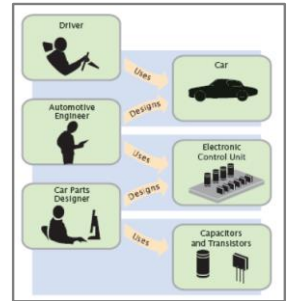 Driver
Uses
Car
Automotive
Engineer
Designs
Uses
Electronic
Control Unit
Car Parts
Designer
Designs
Uses
Capacitors
and Transistors